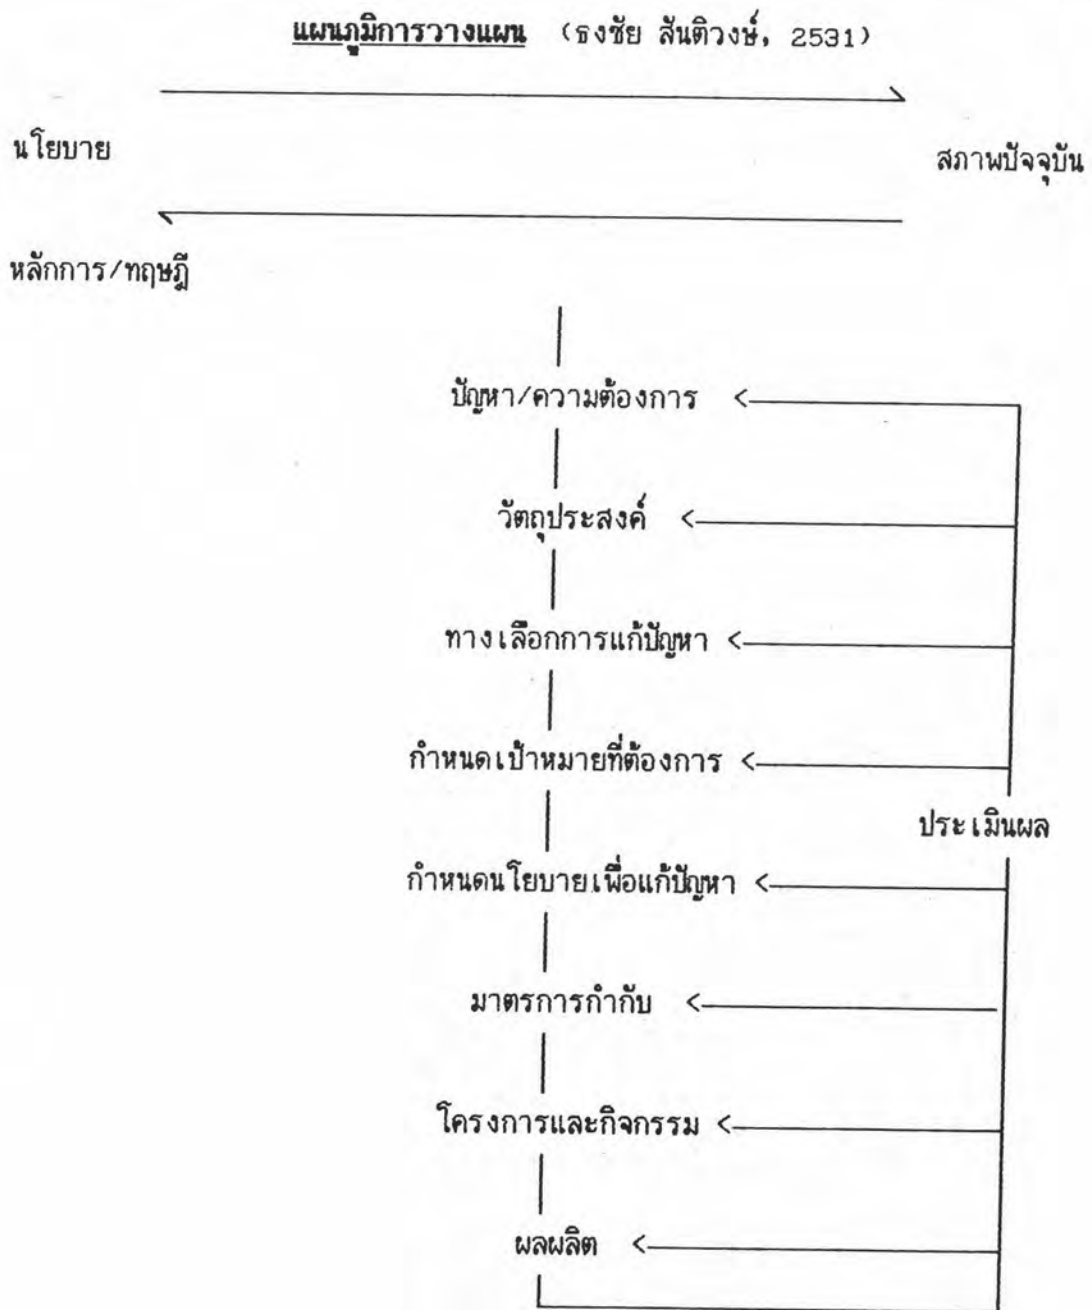 แผนภูมิการวางแผน (ธงชัย สันติวงษ์, 2531)
นโยบาย
สภาพปัจจุบัน
หลักการ/ทฤษฎี
ปัญหา/ความต้องการ
วัตถุประสงค์
ทางเลือกการแก้ปัญหา
กำหนดเป้าหมายที่ต้องการ
ประเมินผล
กำหนดนโยบายเพื่อแก้ปัญหา
มาตรการกำกับ
โครงการและกิจกรรม
ผลผลิต